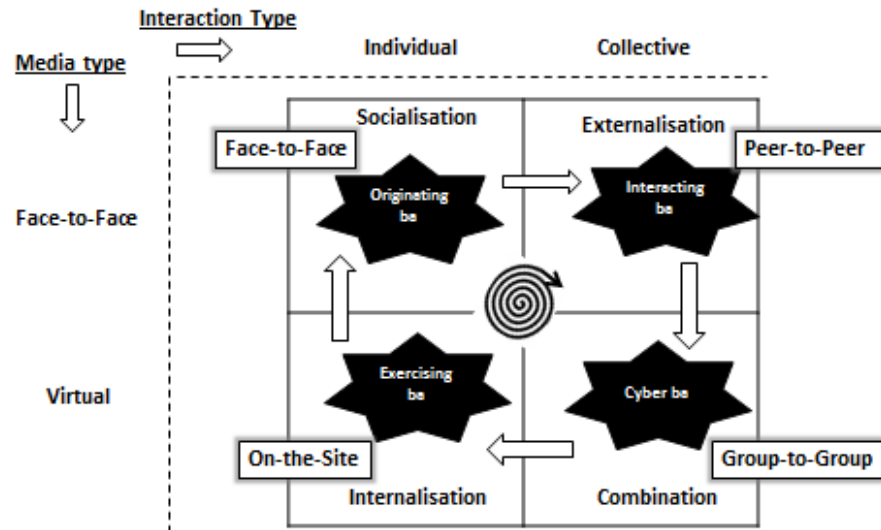 Interaction Type
Media type
Individual
Collective
Socialisation
Externalisation
Face-to-Face
Peer-to-Peer
Originating
ba
Interacting
ba
Face-to-Face
Virtual
Exercising
ba
Cyber ba
On-the-Site
Group-to-Group
Internalisation
Combination